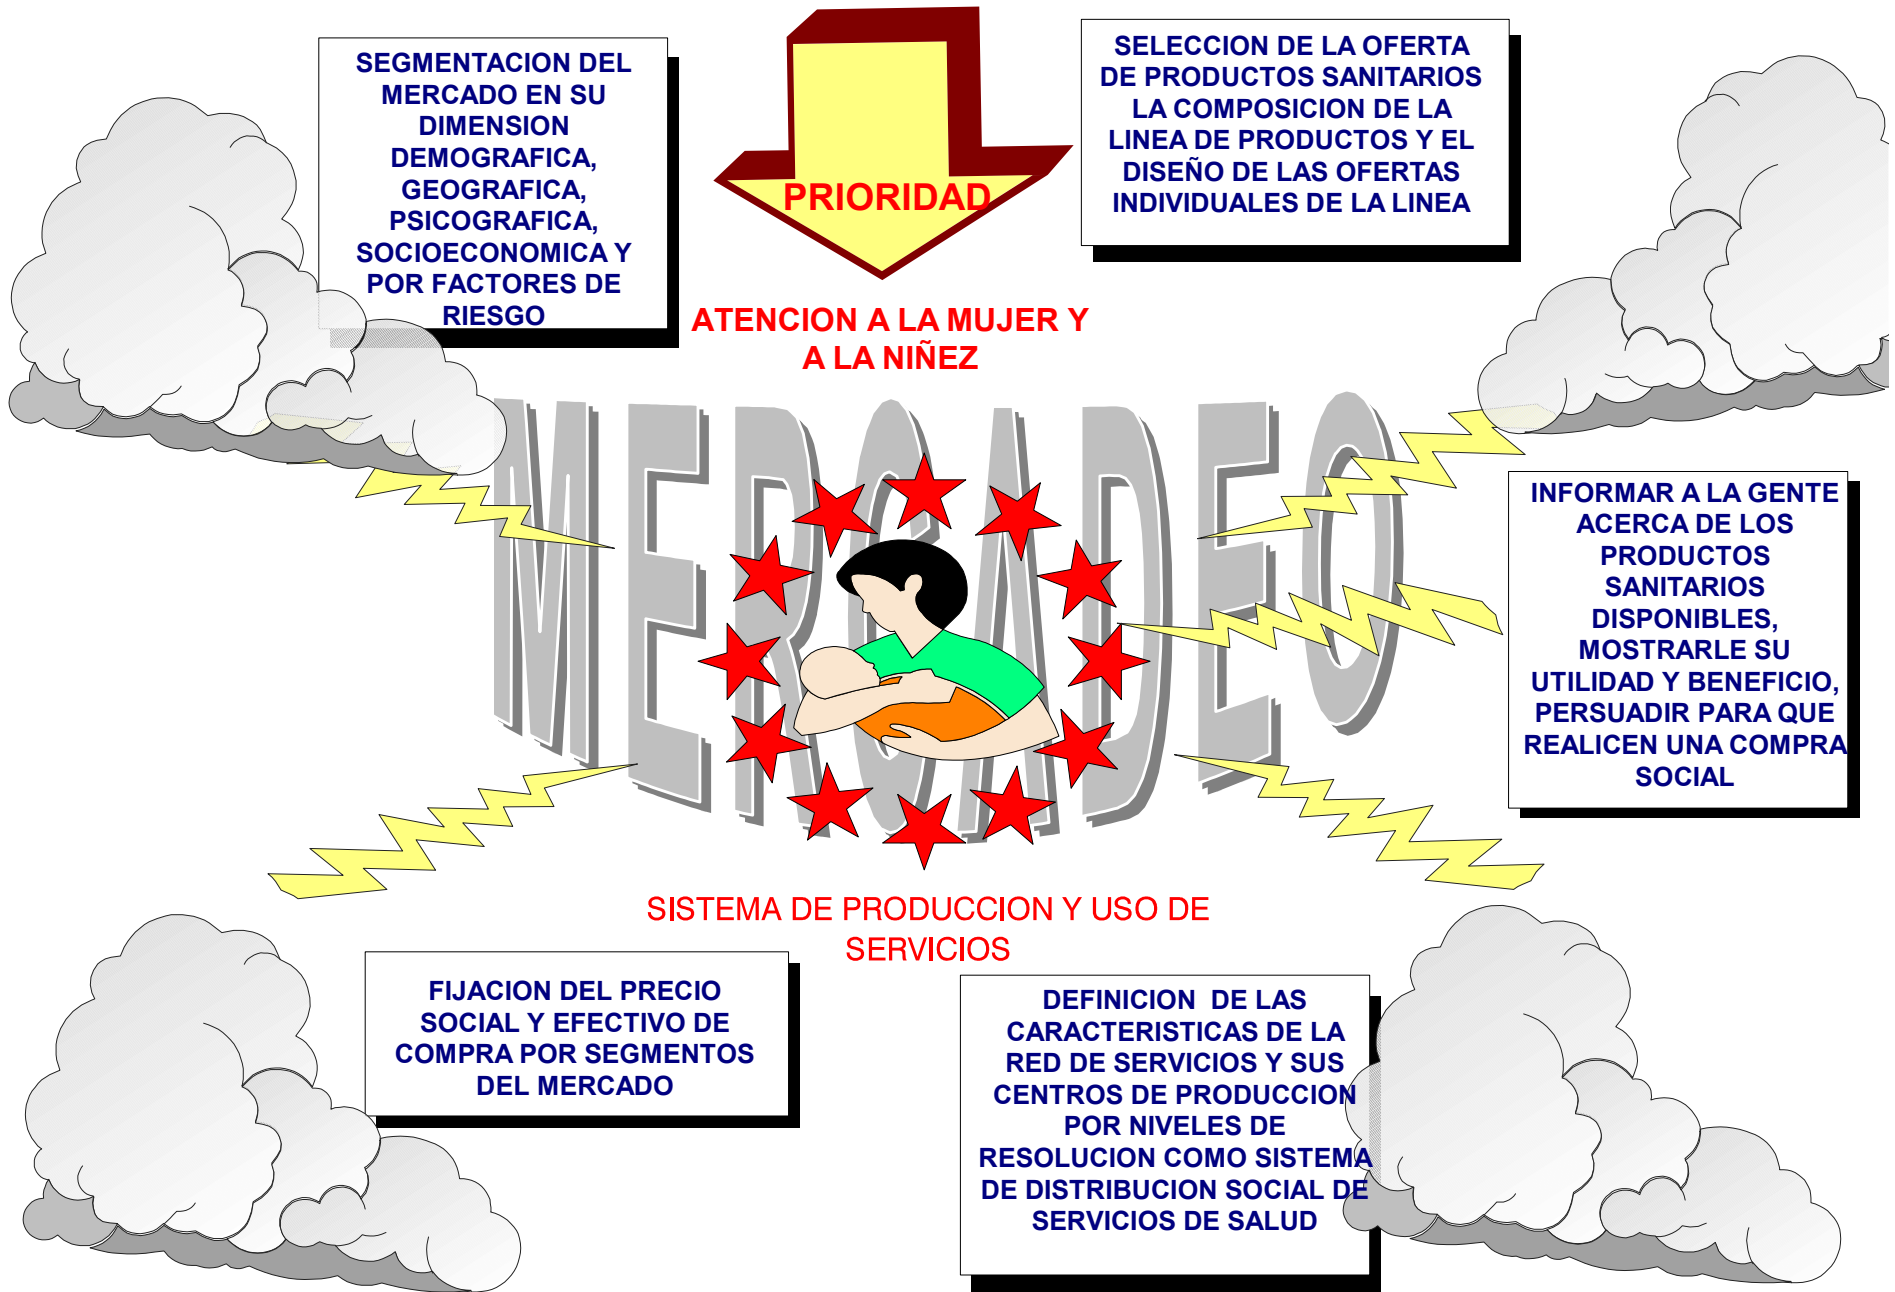 SEGMENTACION DEL
MERCADO EN SU
DIMENSION
DEMOGRAFICA,
GEOGRAFICA,
PSICOGRAFICA,
SOCIOECONOMICA Y
POR FACTORES DE
RIESGO
PRIORIDAD
SELECCION DE LA OFERTA
DE PRODUCTOS SANITARIOS
LA COMPOSICION DE LA
LINEA DE PRODUCTOS Y EL
DISEÑO DE LAS OFERTAS
INDIVIDUALES DE LA LINEA
ATENCION A LA MUJER Y
A LA NIÑEZ
MERCADEO
INFORMAR A LA GENTE
ACERCA DE LOS
PRODUCTOS
SANITARIOS
DISPONIBLES,
MOSTRARLE SU
UTILIDAD Y BENEFICIO,
PERSUADIR PARA QUE
REALICEN UNA COMPRA
SOCIAL
SISTEMA DE PRODUCCION Y USO DE
SERVICIOS
FIJACION DEL PRECIO
SOCIAL Y EFECTIVO DE
COMPRA POR SEGMENTOS
DEL MERCADO
DEFINICION  DE LAS
CARACTERISTICAS DE LA
RED DE SERVICIOS Y SUS
CENTROS DE PRODUCCION
POR NIVELES DE
RESOLUCION COMO SISTEMA
DE DISTRIBUCION SOCIAL DE
SERVICIOS DE SALUD